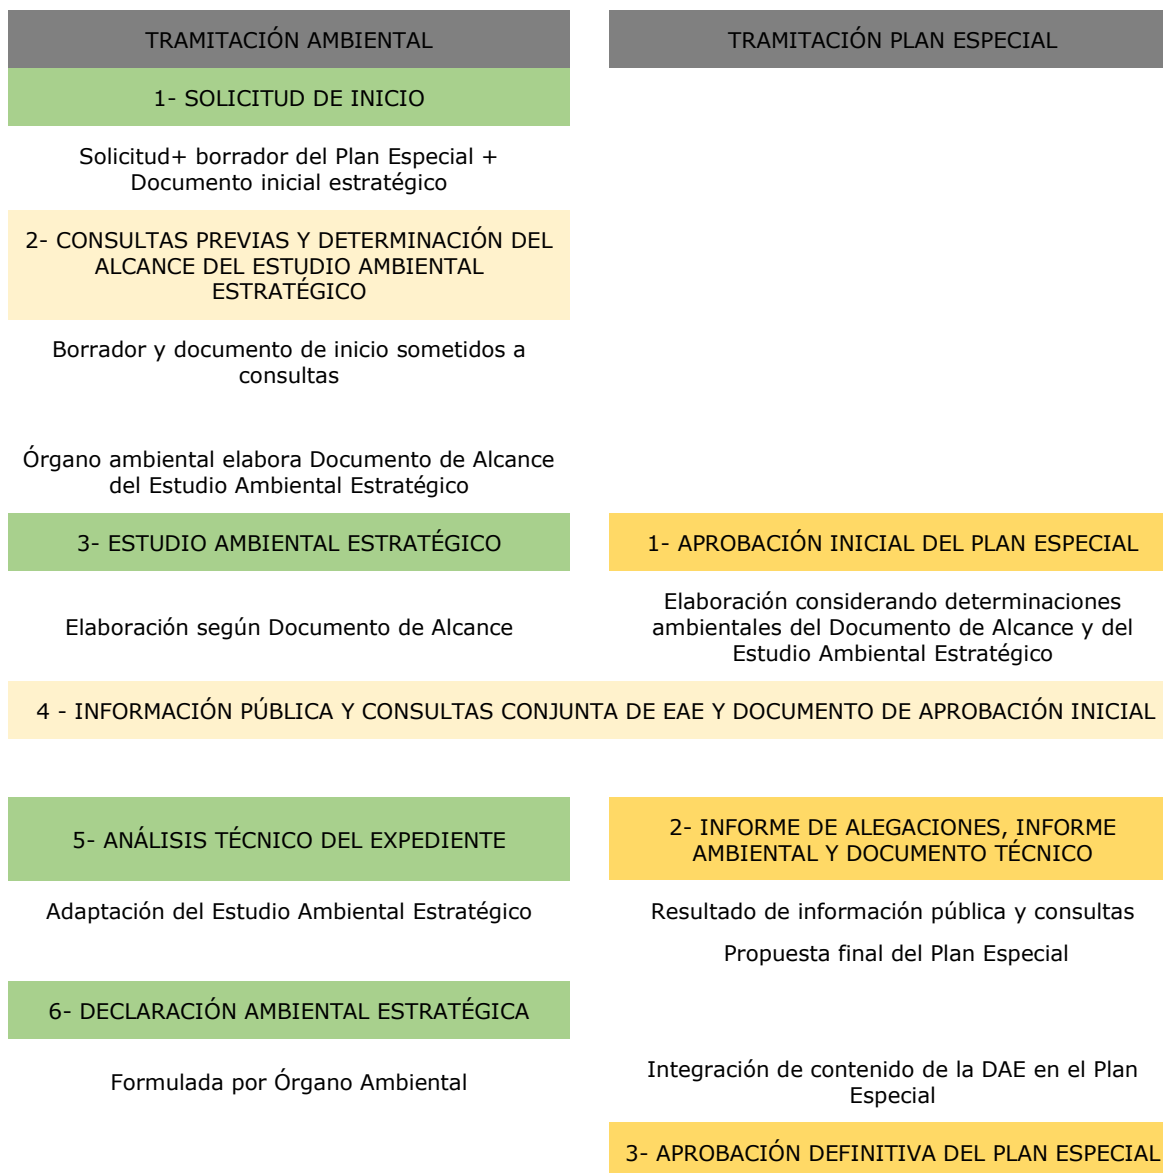 TRAMITACIÓN AMBIENTAL
TRAMITACIÓN PLAN ESPECIAL
1- SOLICITUD DE INICIO
Solicitud+ borrador del Plan Especial +
Documento inicial estratégico
2- CONSULTAS PREVIAS Y DETERMINACIÓN DEL
ALCANCE DEL ESTUDIO AMBIENTAL
ESTRATÉGICO
Borrador y documento de inicio sometidos a
consultas
Órgano ambiental elabora Documento de Alcance
del Estudio Ambiental Estratégico
3- ESTUDIO AMBIENTAL ESTRATÉGICO
1- APROBACIÓN INICIAL DEL PLAN ESPECIAL
Elaboración según Documento de Alcance
Elaboración considerando determinaciones
ambientales del Documento de Alcance y del
Estudio Ambiental Estratégico
4 - INFORMACIÓN PÚBLICA Y CONSULTAS CONJUNTA DE EAE Y DOCUMENTO DE APROBACIÓN INICIAL
5- ANÁLISIS TÉCNICO DEL EXPEDIENTE
2- INFORME DE ALEGACIONES, INFORME
AMBIENTAL Y DOCUMENTO TÉCNICO
Adaptación del Estudio Ambiental Estratégico
Resultado de información pública y consultas
Propuesta final del Plan Especial
6- DECLARACIÓN AMBIENTAL ESTRATÉGICA
Formulada por Órgano Ambiental
Integración de contenido de la DAE en el Plan
Especial
3- APROBACIÓN DEFINITIVA DEL PLAN ESPECIAL